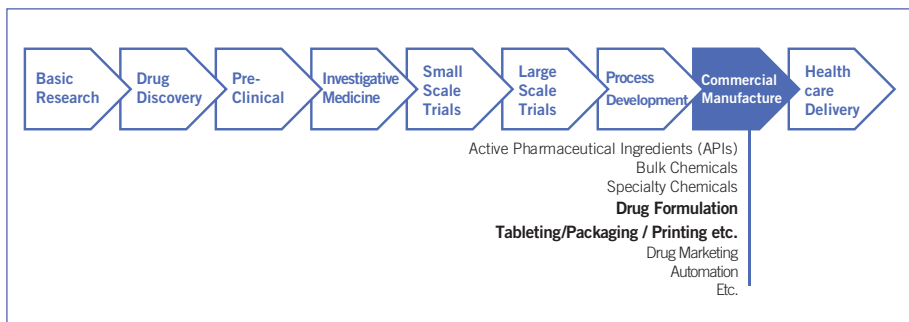 Basic
Research
Drug
Discovery
Pre-
Clinical
Investigative
Medicine
Small
Scale
Trials
Large
Scale
Trials
Process
Development
Commercial
Manufacture
Health
care
Delivery
Active Pharmaceutical Ingredients (APIs)
Bulk Chemicals
Specialty Chemicals
Drug Formulation
Tableting/Packaging / Printing etc.
Drug Marketing
Automation
Etc.